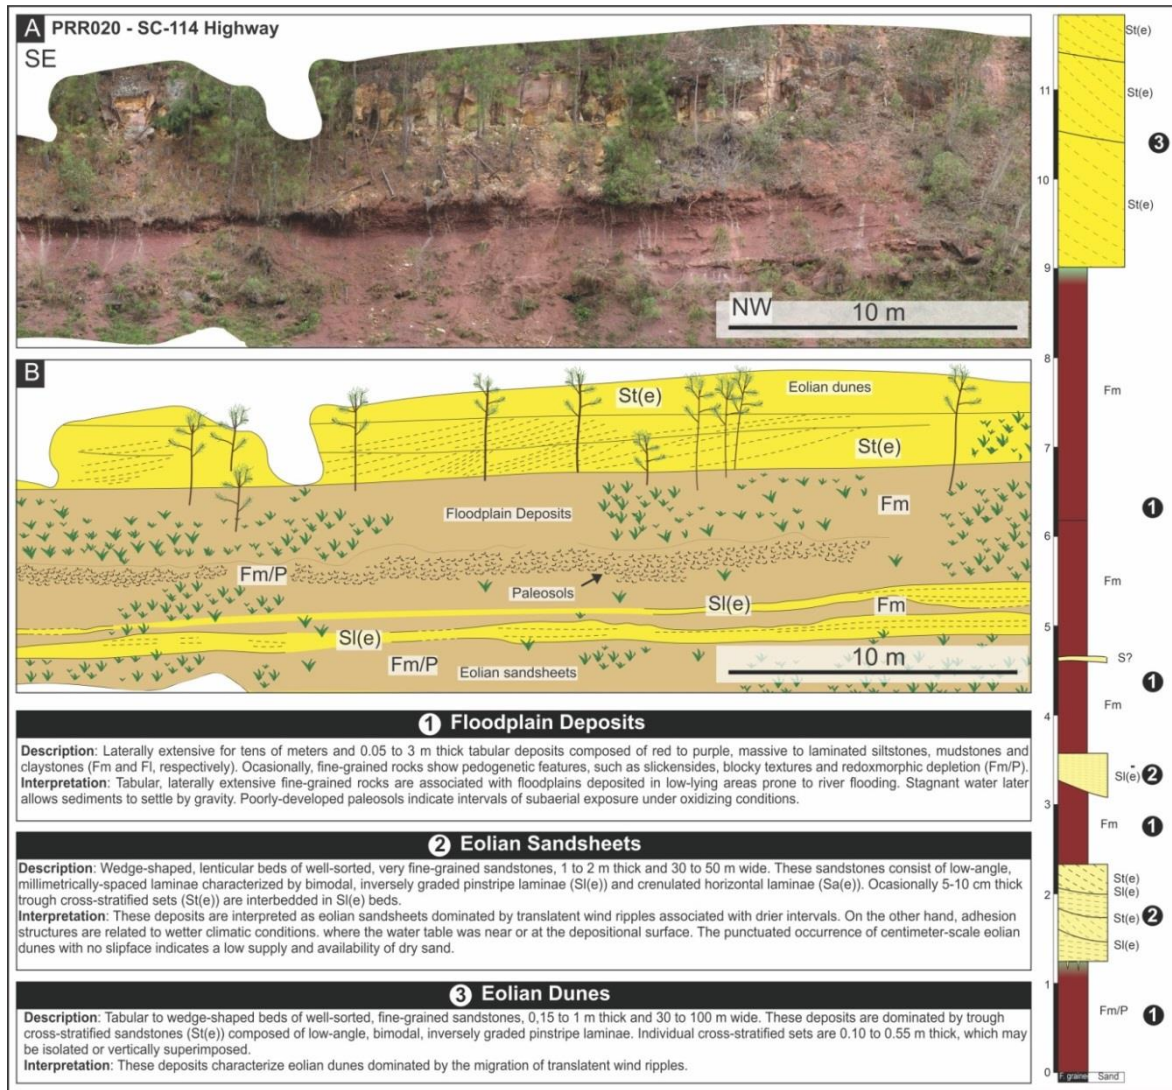 A PRR020 - SC-114 Highway
SE
NW
10 m
B
St(e)
Eolian dunes
St(e)
Fm
Floodplain Deposits
Fm/P
Paleosols
Sl(e)
Fm
Sl(e)
Fm/P
Eolian sandsheets
10 m
1 Floodplain Deposits
Description: Laterally extensive for tens of meters and 0.05 to 3 m thick tabular deposits composed of red to purple, massive to laminated siltstones, mudstones and
claystones (Fm and Fl, respectively). Ocasionally, fine-grained rocks show pedogenetic features, such as slickensides, blocky textures and redoxmorphic depletion (Fm/P).
Interpretation: Tabular, laterally extensive fine-grained rocks are associated with floodplains deposited in low-lying areas prone to river flooding. Stagnant water later
allows sediments to settle by gravity. Poorly-developed paleosols indicate intervals of subaerial exposure under oxidizing conditions.
2 Eolian Sandsheets
Description: Wedge-shaped, lenticular beds of well-sorted, very fine-grained sandstones, 1 to 2 m thick and 30 to 50 m wide. These sandstones consist of low-angle,
millimetrically-spaced laminae characterized by bimodal, inversely graded pinstripe laminae (Sl(e)) and crenulated horizontal laminae (Sa(e)). Ocasionally 5-10 cm thick
trough cross-stratified sets (St(e)) are interbedded in Sl(e) beds.
Interpretation: These deposits are interpreted as eolian sandsheets dominated by translatent wind ripples associated with drier intervals. On the other hand, adhesion
structures are related to wetter climatic conditions. where the water table was near or at the depositional surface. The punctuated occurrence of centimeter-scale eolian
dunes with no slipface indicates a low supply and availability of dry sand.
3 Eolian Dunes
Description: Tabular to wedge-shaped beds of well-sorted, fine-grained sandstones, 0,15 to 1 m thick and 30 to 100 m wide. These deposits are dominated by trough
cross-stratified sandstones (St(e)) composed of low-angle, bimodal, inversely graded pinstripe laminae. Individual cross-stratified sets are 0.10 to 0.55 m thick, which may
be isolated or vertically superimposed.
Interpretation: These deposits characterize eolian dunes dominated by the migration of translatent wind ripples.
St(e)
11
St(e)
3
10
St(e)
9
8
Fm
7
1
6
Fm
5
S?
1
Fm
4
Sl(e) 2
3
Fm 1
St(e)
2 Sl(e)
St(e) 2
Sl(e)
1
Fm/P 1
0
F. grained Sand